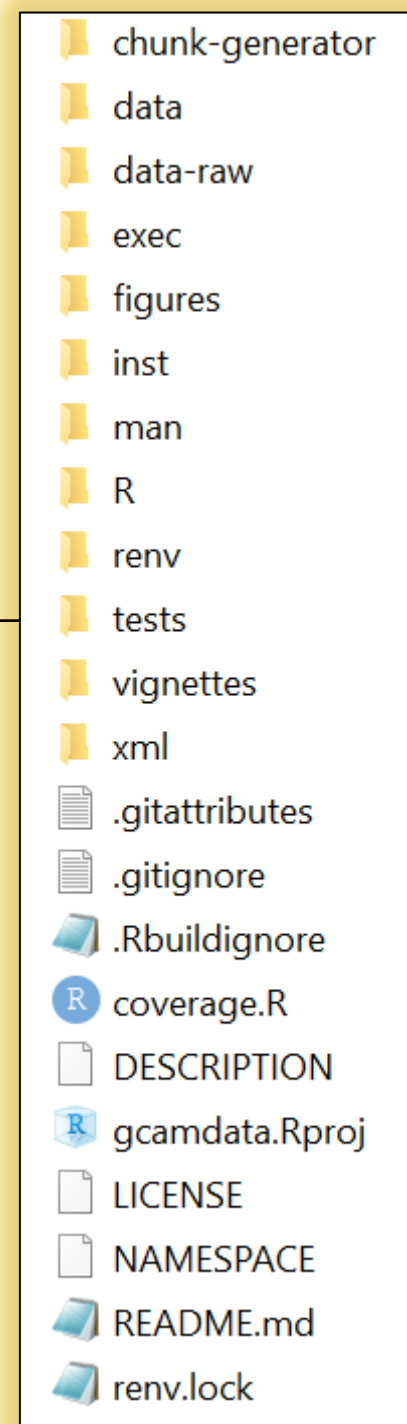 chunk-generator
data
data-raw
exec
figures
inst
man
R
renv
tests
vignettes
xml
.gitattributes
.gitignore
.Rbuildignore
R coverage.R
DESCRIPTION
R gcamdata.Rproj
LICENSE
NAMESPACE
README.md
renv.lock